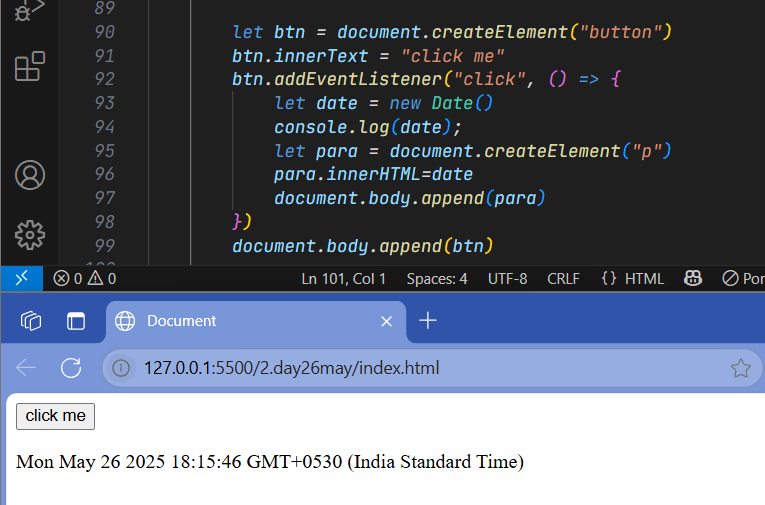 89
90 let btn = document.createElement("button")
91 btn.innerText = "click me"
92 btn.addEventListener("click", () => {
93 let date = new Date()
94 console.log(date);
95 let para = document.createElement("p")
96 para.innerHTML=date
97 document.body.append(para)
98 })
99 document.body.append(btn)
0 0 Ln 101, Col 1 Spaces: 4 UTF-8 CRLF {} HTML Por
Document
127.0.0.1:5500/2.day26may/index.html
click me
Mon May 26 2025 18:15:46 GMT+0530 (India Standard Time)